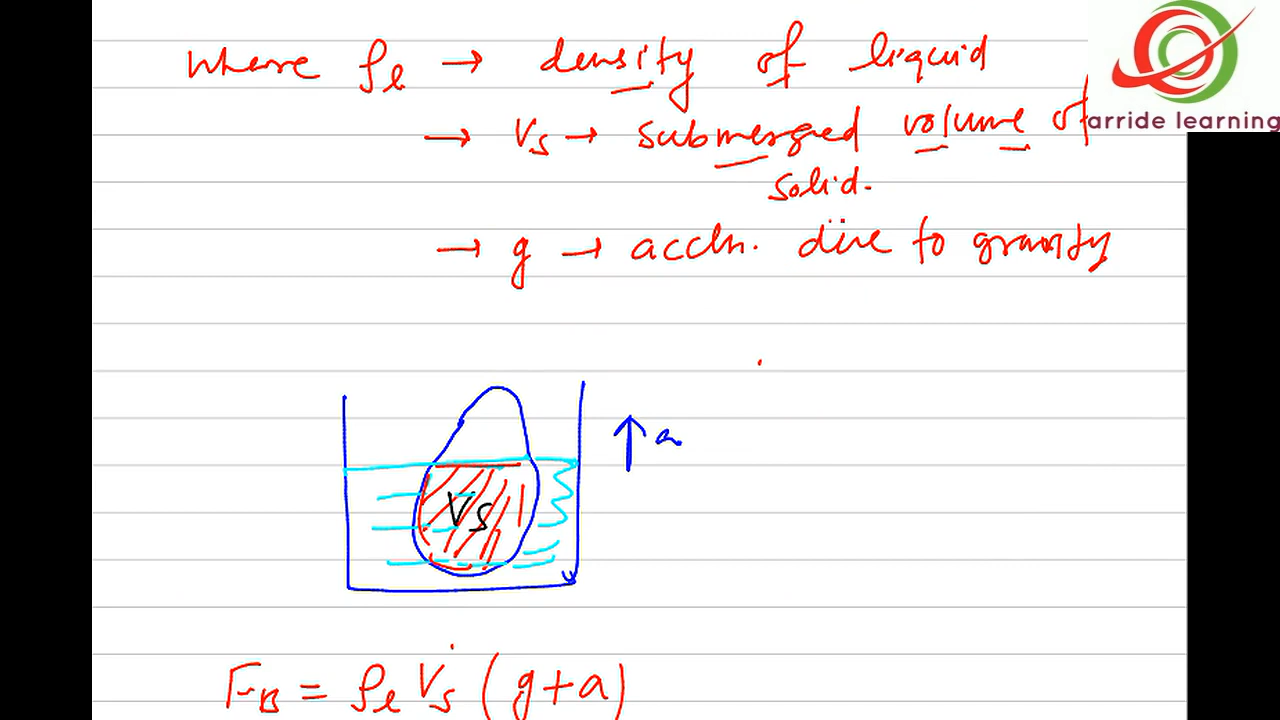 where ρℓ → density of liquid
→ Vs → submerged volume of
arride learning
solid.
→ g → accln. due to gravity
↑ a
Vs
FB = ρℓ Vs (g+a)